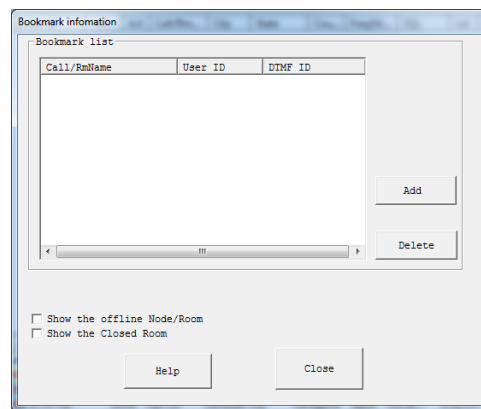 Bookmark infomation
Bookmark list
Call/RmName User ID DTMF ID
Add
Delete
Show the offline Node/Room
Show the Closed Room
Help Close